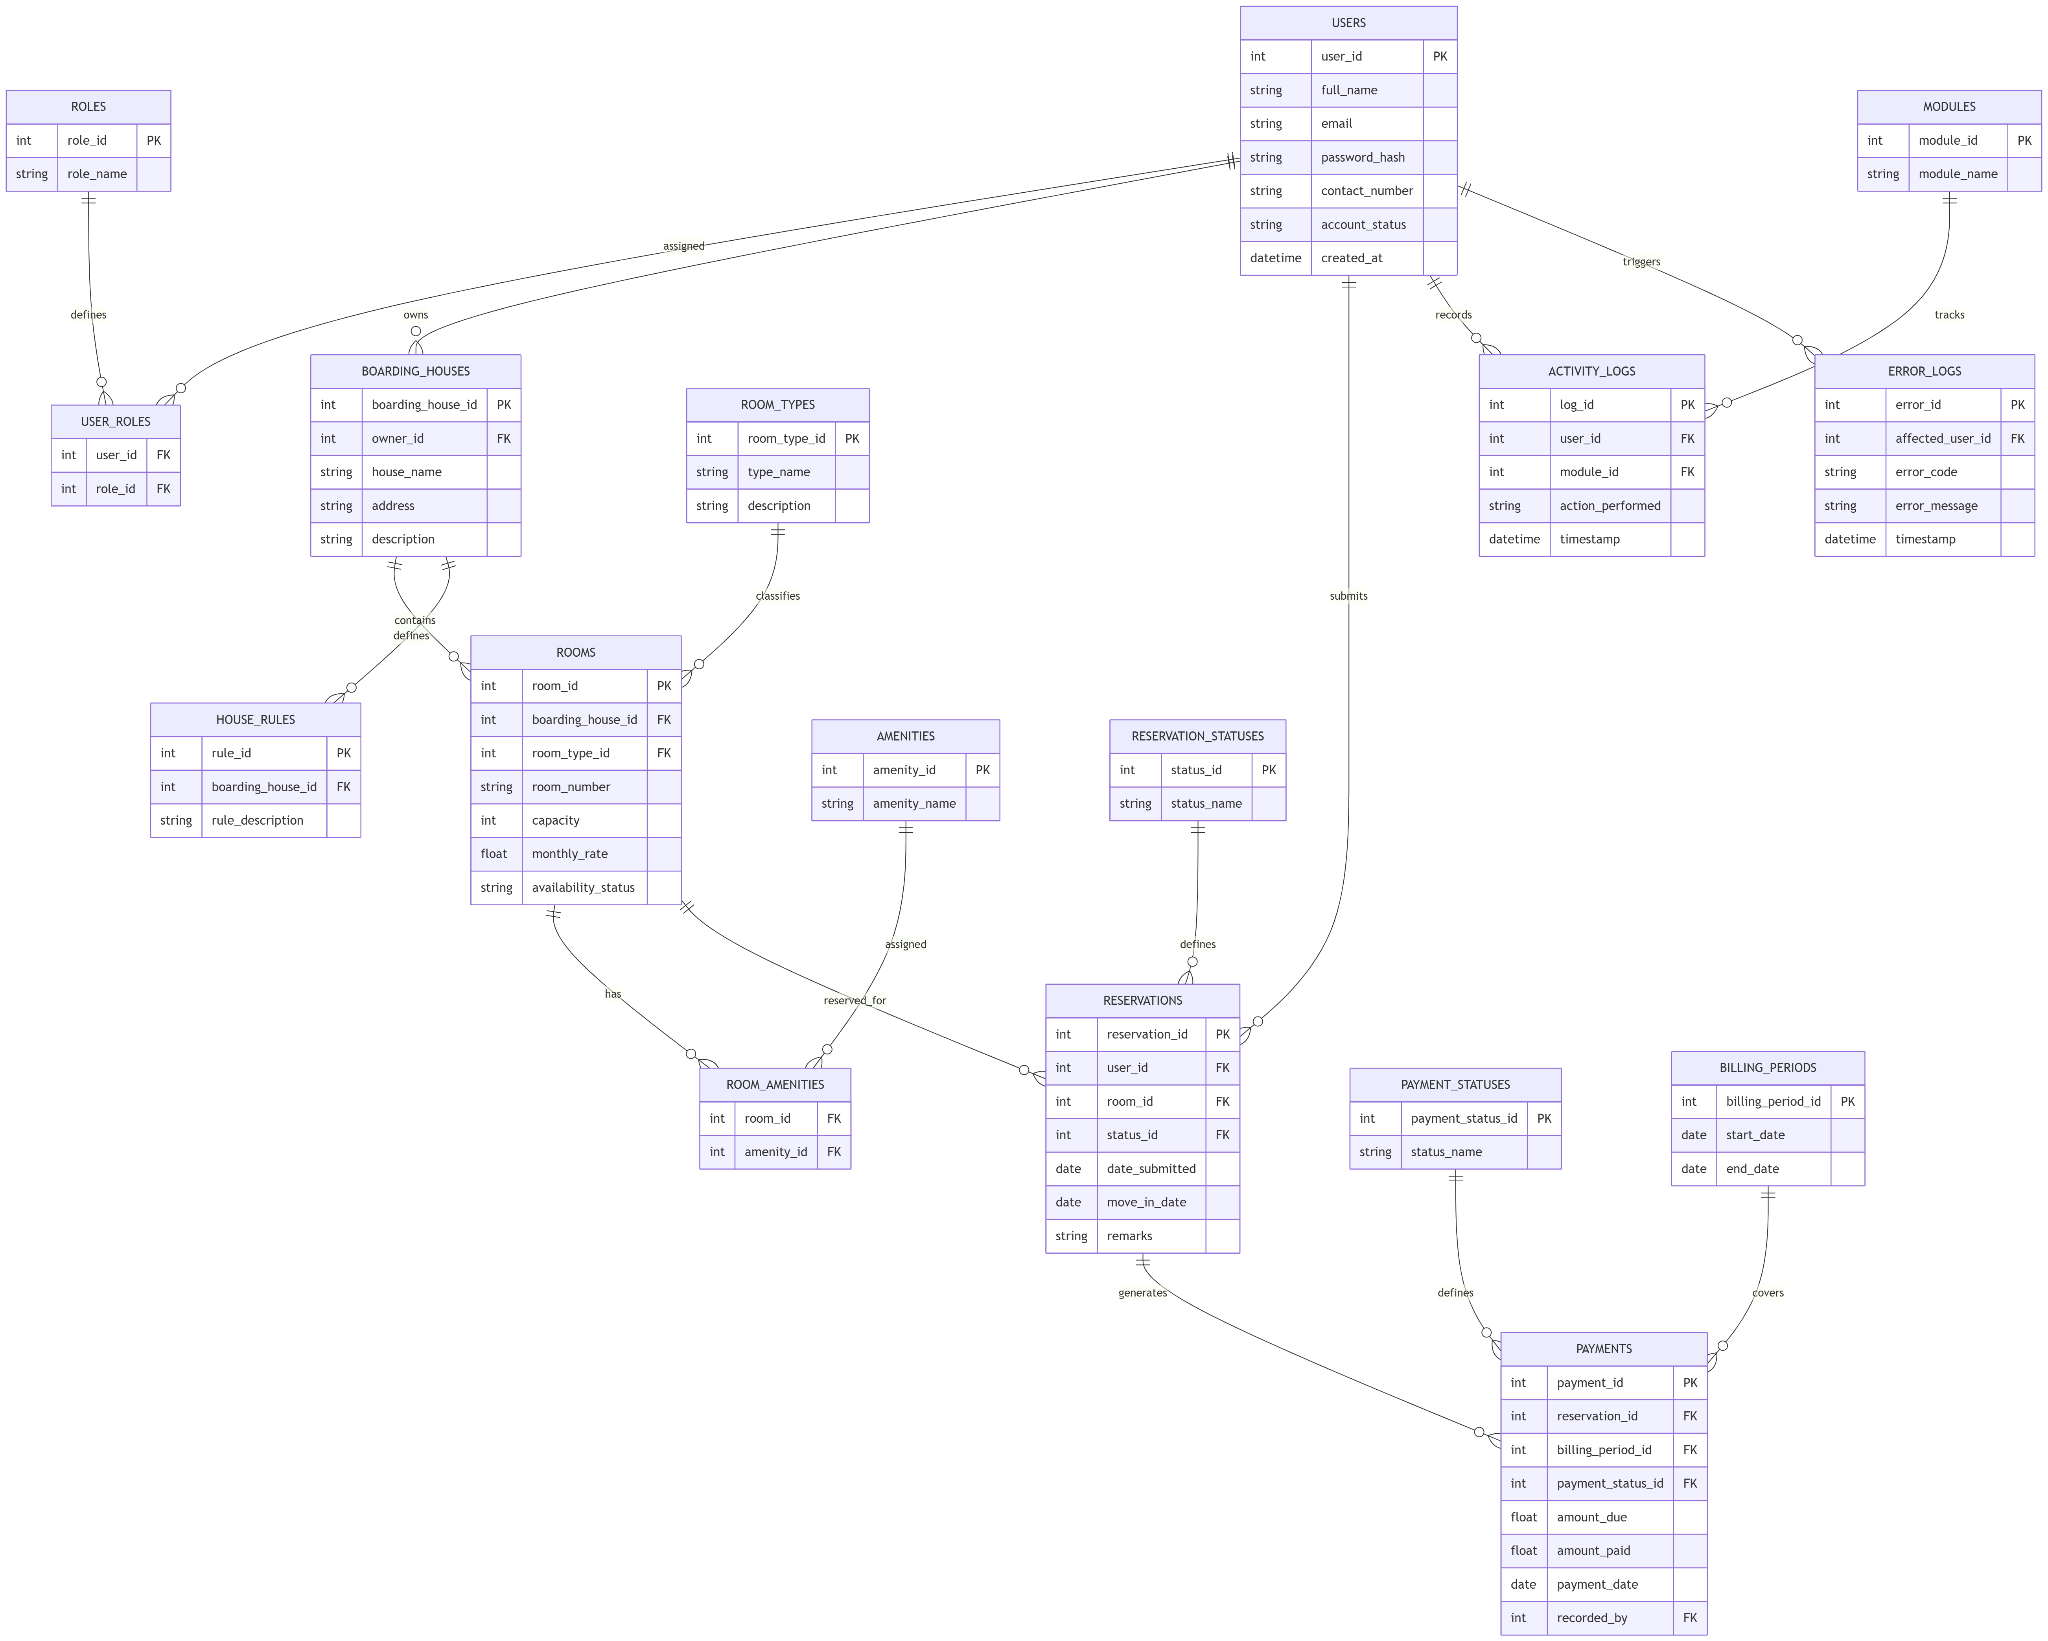 USERS
int user_id PK
string full_name
string email
string password_hash
string contact_number
string account_status
datetime created_at
ROLES
int role_id PK
string role_name
MODULES
int module_id PK
string module_name
assigned
triggers
defines
owns
records
tracks
USER_ROLES
int user_id FK
int role_id FK
BOARDING_HOUSES
int boarding_house_id PK
int owner_id FK
string house_name
string address
string description
ROOM_TYPES
int room_type_id PK
string type_name
string description
ACTIVITY_LOGS
int log_id PK
int user_id FK
int module_id FK
string action_performed
datetime timestamp
ERROR_LOGS
int error_id PK
int affected_user_id FK
string error_code
string error_message
datetime timestamp
contains
defines
classifies
submits
HOUSE_RULES
int rule_id PK
int boarding_house_id FK
string rule_description
ROOMS
int room_id PK
int boarding_house_id FK
int room_type_id FK
string room_number
int capacity
float monthly_rate
string availability_status
AMENITIES
int amenity_id PK
string amenity_name
RESERVATION_STATUSES
int status_id PK
string status_name
has
assigned
reserved_for
defines
ROOM_AMENITIES
int room_id FK
int amenity_id FK
RESERVATIONS
int reservation_id PK
int user_id FK
int room_id FK
int status_id FK
date date_submitted
date move_in_date
string remarks
PAYMENT_STATUSES
int payment_status_id PK
string status_name
BILLING_PERIODS
int billing_period_id PK
date start_date
date end_date
generates
defines
covers
PAYMENTS
int payment_id PK
int reservation_id FK
int billing_period_id FK
int payment_status_id FK
float amount_due
float amount_paid
date payment_date
int recorded_by FK